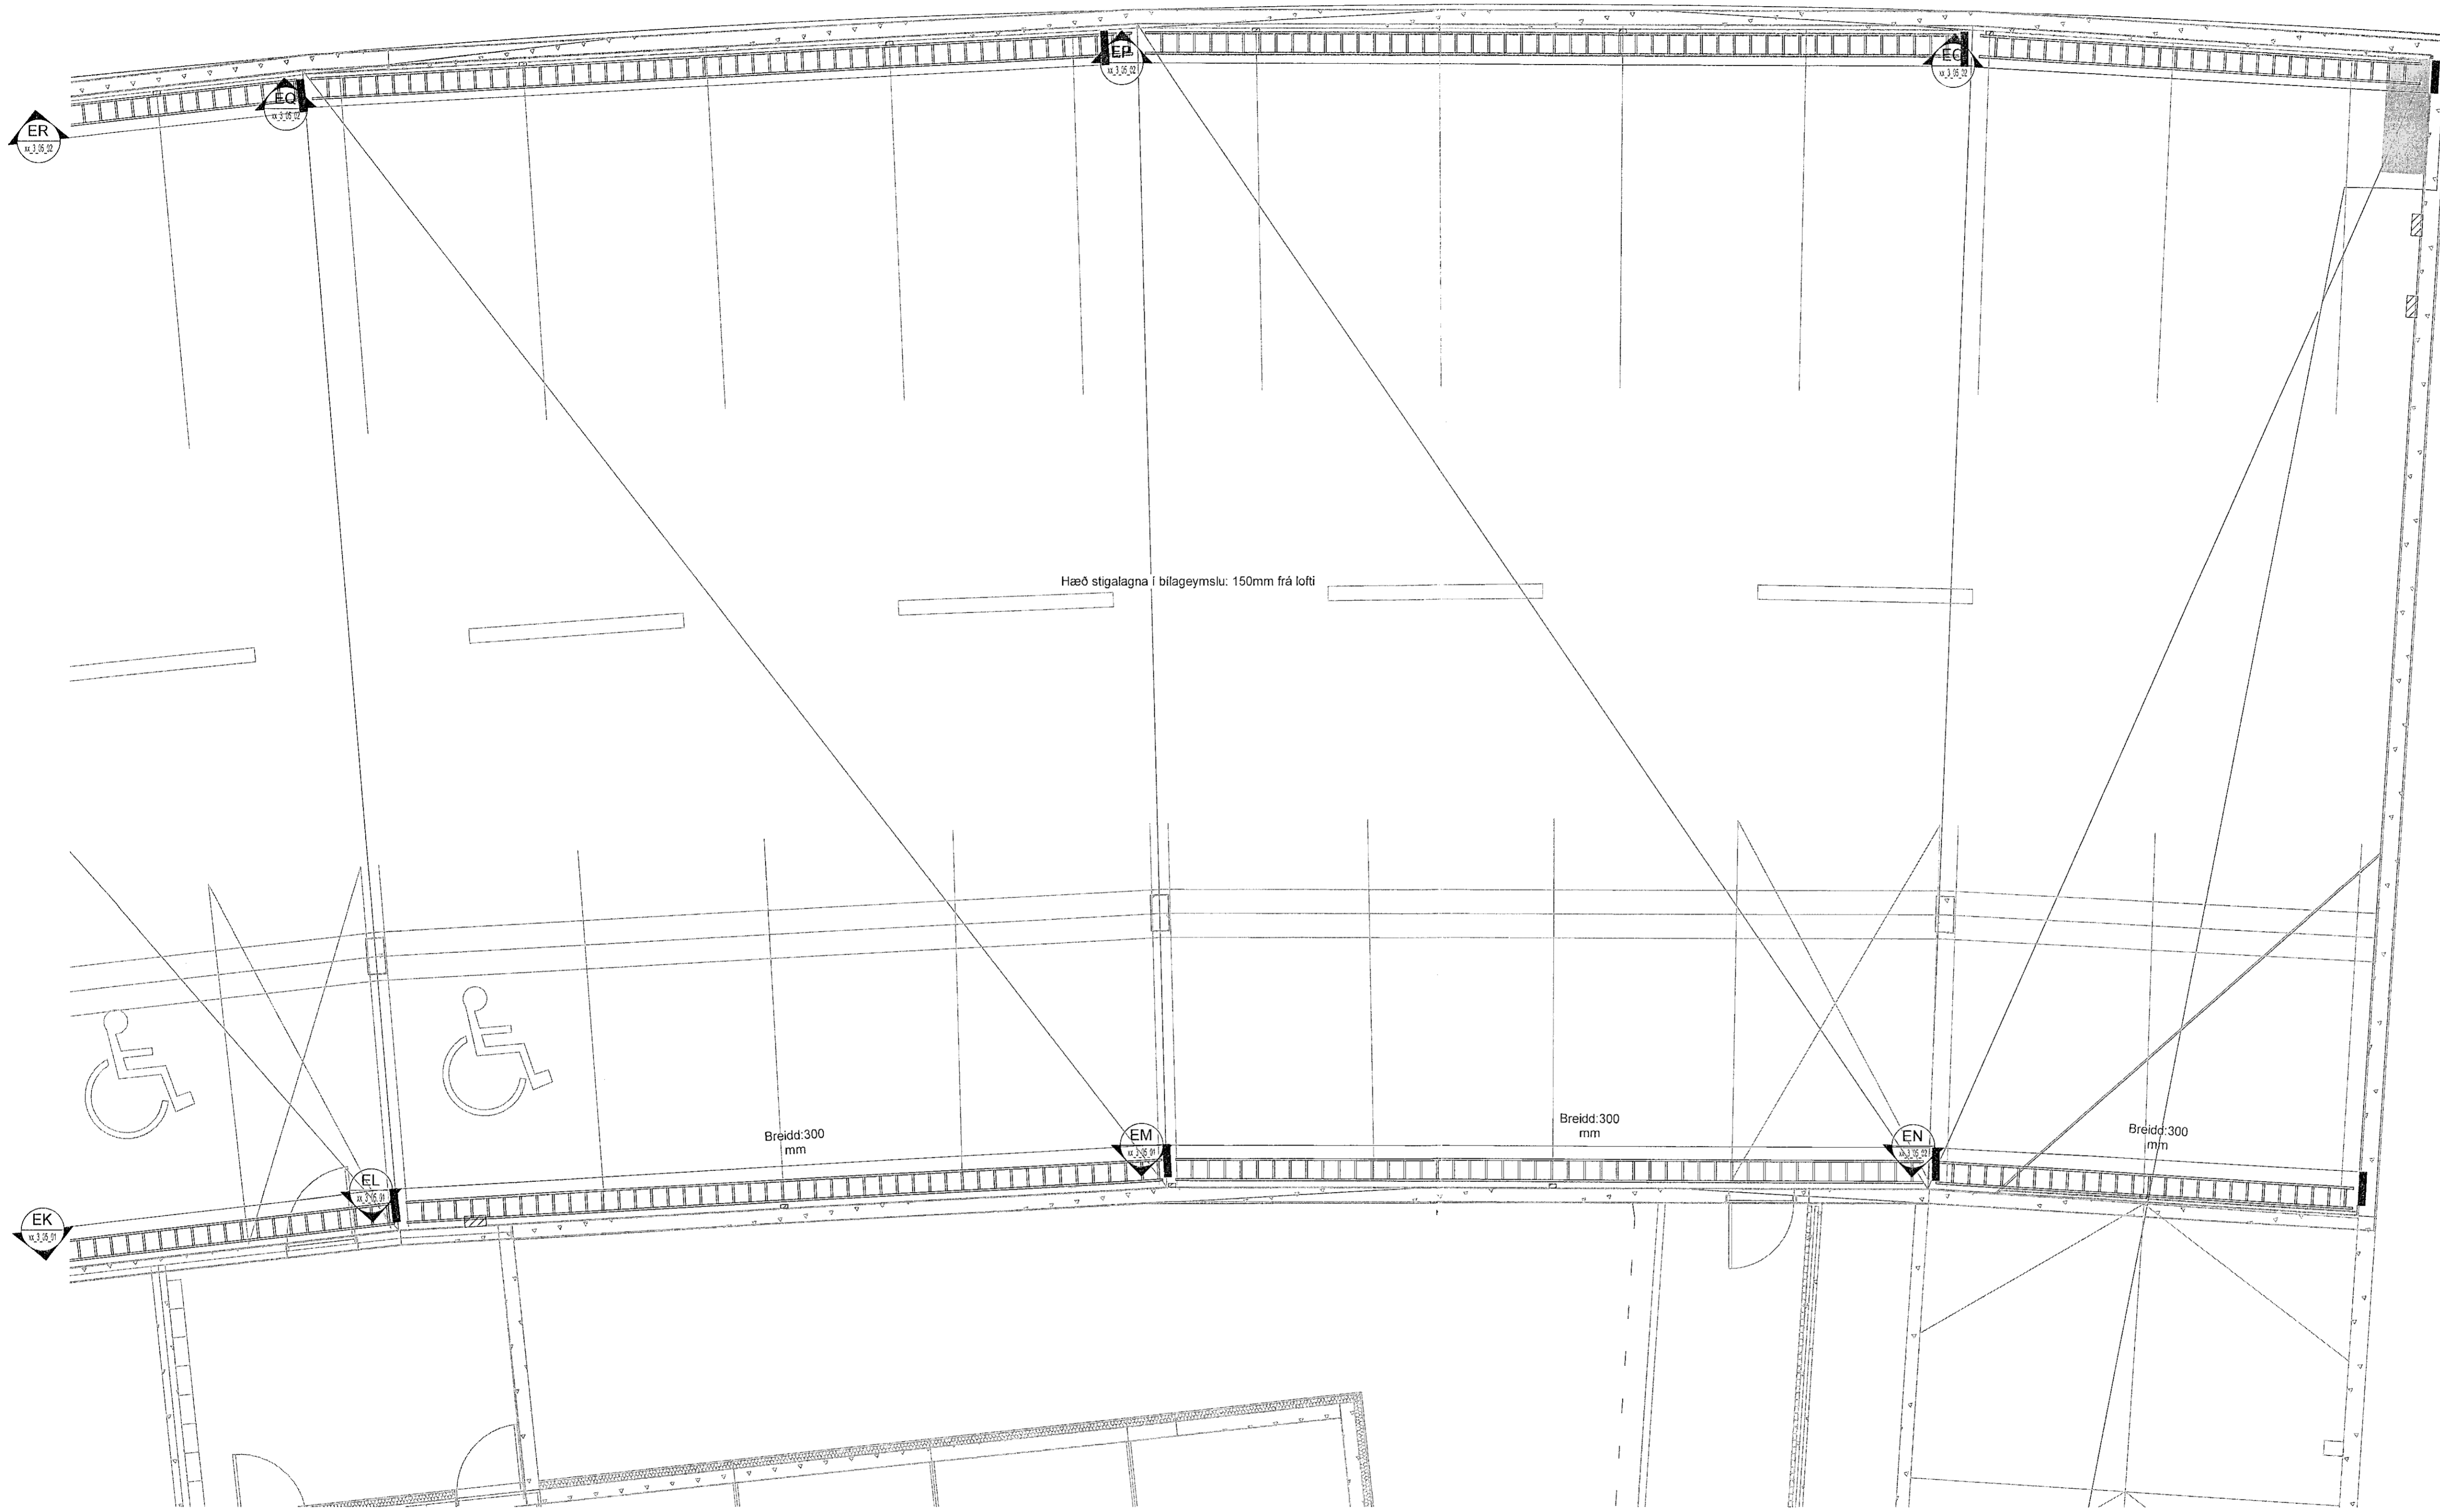 EP
xx_3_05_02
EO
xx_3_05_02
EQ
xx_3_05_02
ER
xx_3_05_02
Hæð stigalagna í bílageymslu: 150mm frá lofti
Breidd:300
mm
Breidd:300
mm
Breidd:300
mm
EM
xx_3_05_01
EN
xx_3_05_02
EL
xx_3_05_01
EK
xx_3_05_01